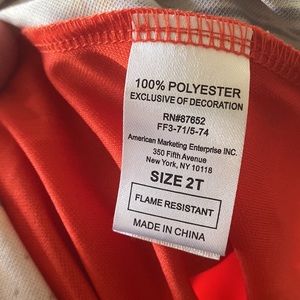 100% POLYESTER
EXCLUSIVE OF DECORATION
RN#87652
FF3-71/5-74
American Marketing Enterprise INC.
350 Fifth Avenue
New York, NY 10118
SIZE 2T
FLAME RESISTANT
MADE IN CHINA